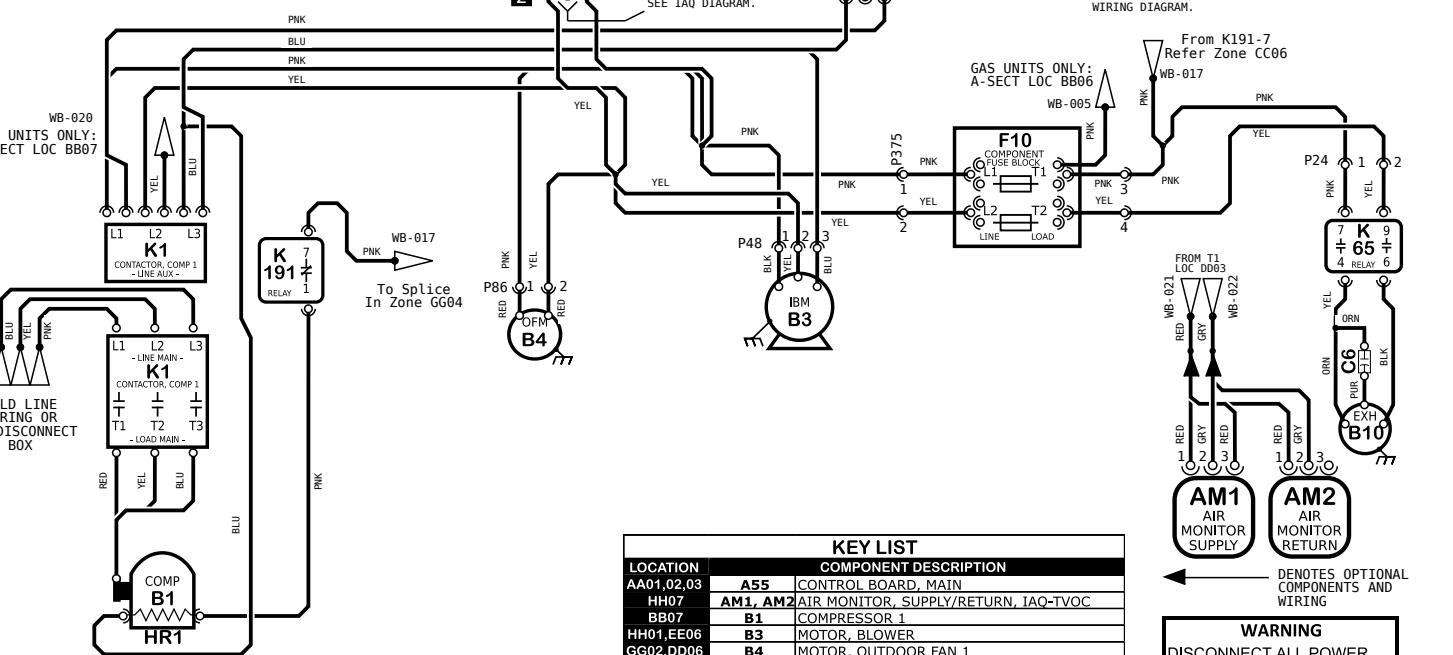 SEE IAQ DIAGRAM.
WIRING DIAGRAM.
PNK
BLU
PNK
YEL
YEL
From K191-7
Refer Zone CC06
WB-017
PNK
GAS UNITS ONLY:
A-SECT LOC BB06
WB-005
PNK
PNK
YEL
WB-020
UNITS ONLY:
ECT LOC BB07
YEL
BLU
PNK
YEL
PNK
YEL
P375
PNK
1
YEL
2
F10
COMPONENT
FUSE BLOCK
L1 T1
L2 T2
LINE LOAD
PNK 3
YEL
4
PNK
P24 1 2
PNK
YEL
L1 L2 L3
K1
CONTACTOR, COMP 1
- LINE AUX -
K
191
7
1
RELAY
PNK
WB-017
To Splice
In Zone GG04
PNK
YEL
P86 1 2
RED
RED
OFM
B4
P48 1 2 3
BLK
YEL
BLU
IBM
B3
7 9
K
65
4 RELAY 6
YEL
ORN
ORN
C6
BLK
PUR
EXH
B10
FROM T1
LOC DD03
WB-021
WB-022
RED
GRY
BLU
YEL
PNK
L1 L2 L3
- LINE MAIN -
K1
CONTACTOR, COMP 1
T1 T2 T3
- LOAD MAIN -
LD LINE
RING OR
DISCONNECT
BOX
RED
YEL
BLU
BLU
PNK
COMP
B1
HR1
RED
GRY
RED
1 2 3
AM1
AIR
MONITOR
SUPPLY
RED
GRY
1 2 3
AM2
AIR
MONITOR
RETURN
DENOTES OPTIONAL
COMPONENTS AND
WIRING
KEY LIST
LOCATION COMPONENT DESCRIPTION
AA01,02,03 A55 CONTROL BOARD, MAIN
HH07 AM1, AM2 AIR MONITOR, SUPPLY/RETURN, IAQ-TVOC
BB07 B1 COMPRESSOR 1
HH01,EE06 B3 MOTOR, BLOWER
GG02,DD06 B4 MOTOR, OUTDOOR FAN 1
WARNING
DISCONNECT ALL POWER